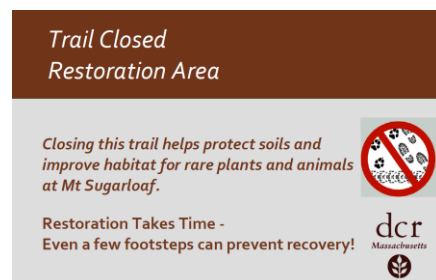 Trail Closed
Restoration Area
Closing this trail helps protect soils and
improve habitat for rare plants and animals
at Mt Sugarloaf.
Restoration Takes Time -
Even a few footsteps can prevent recovery!
dcr
Massachusetts